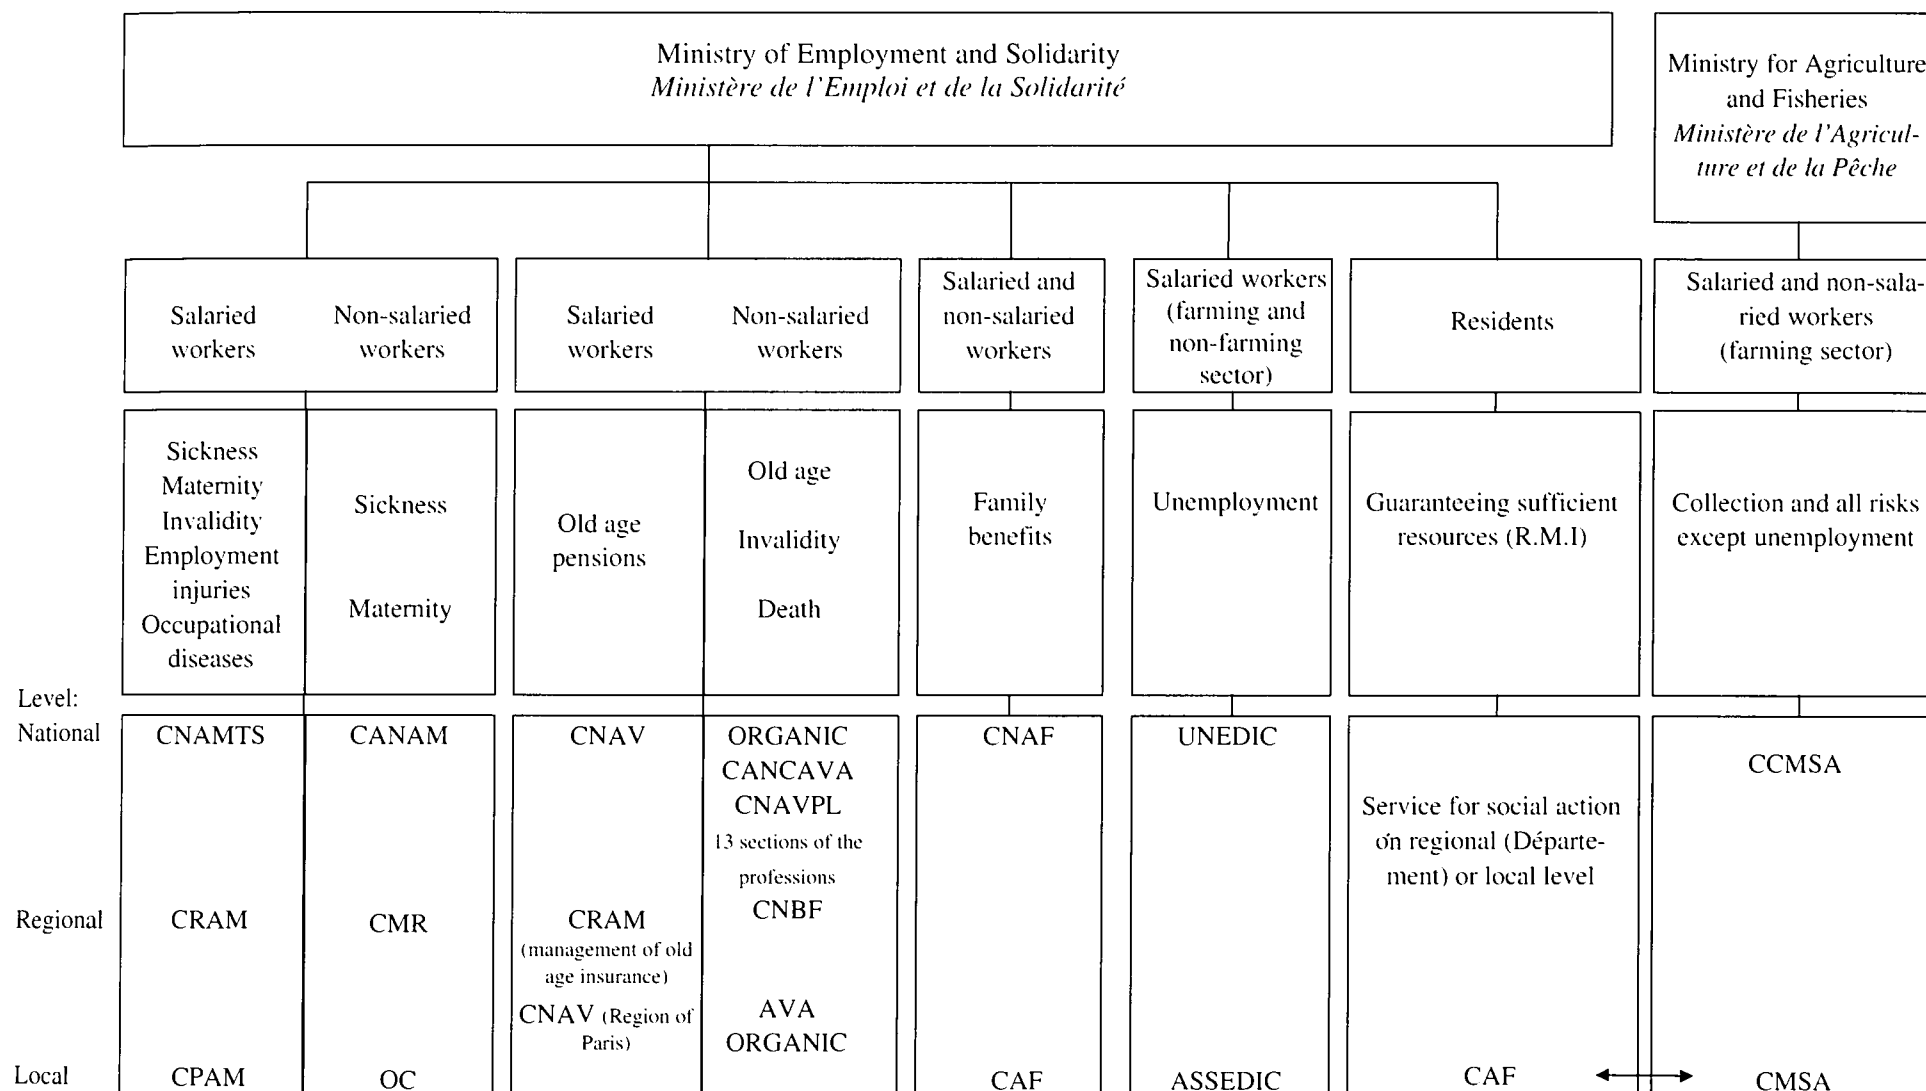 Ministry of Employment and Solidarity
Ministère de l'Emploi et de la Solidarité
Ministry for Agriculture
and Fisheries
Ministère de l'Agricul-
ture et de la Pêche
Salaried
workers
Non-salaried
workers
Salaried
workers
Non-salaried
workers
Salaried and
non-salaried
workers
Salaried workers
(farming and
non-farming
sector)
Residents
Salaried and non-sala-
ried workers
(farming sector)
Sickness
Maternity
Invalidity
Employment
injuries
Occupational
diseases
Sickness
Maternity
Old age
pensions
Old age
Invalidity
Death
Family
benefits
Unemployment
Guaranteeing sufficient
resources (R.M.I)
Collection and all risks
except unemployment
Level:
National
CNAMTS
CANAM
CNAV
ORGANIC
CANCAVA
CNAVPL
13 sections of the
professions
CNBF
CNAF
UNEDIC
Service for social action
on regional (Départe-
ment) or local level
CCMSA
Regional
CRAM
CMR
CRAM
(management of old
age insurance)
CNAV (Region of
Paris)
AVA
ORGANIC
Local
CPAM
OC
CAF
ASSEDIC
CAF
CMSA